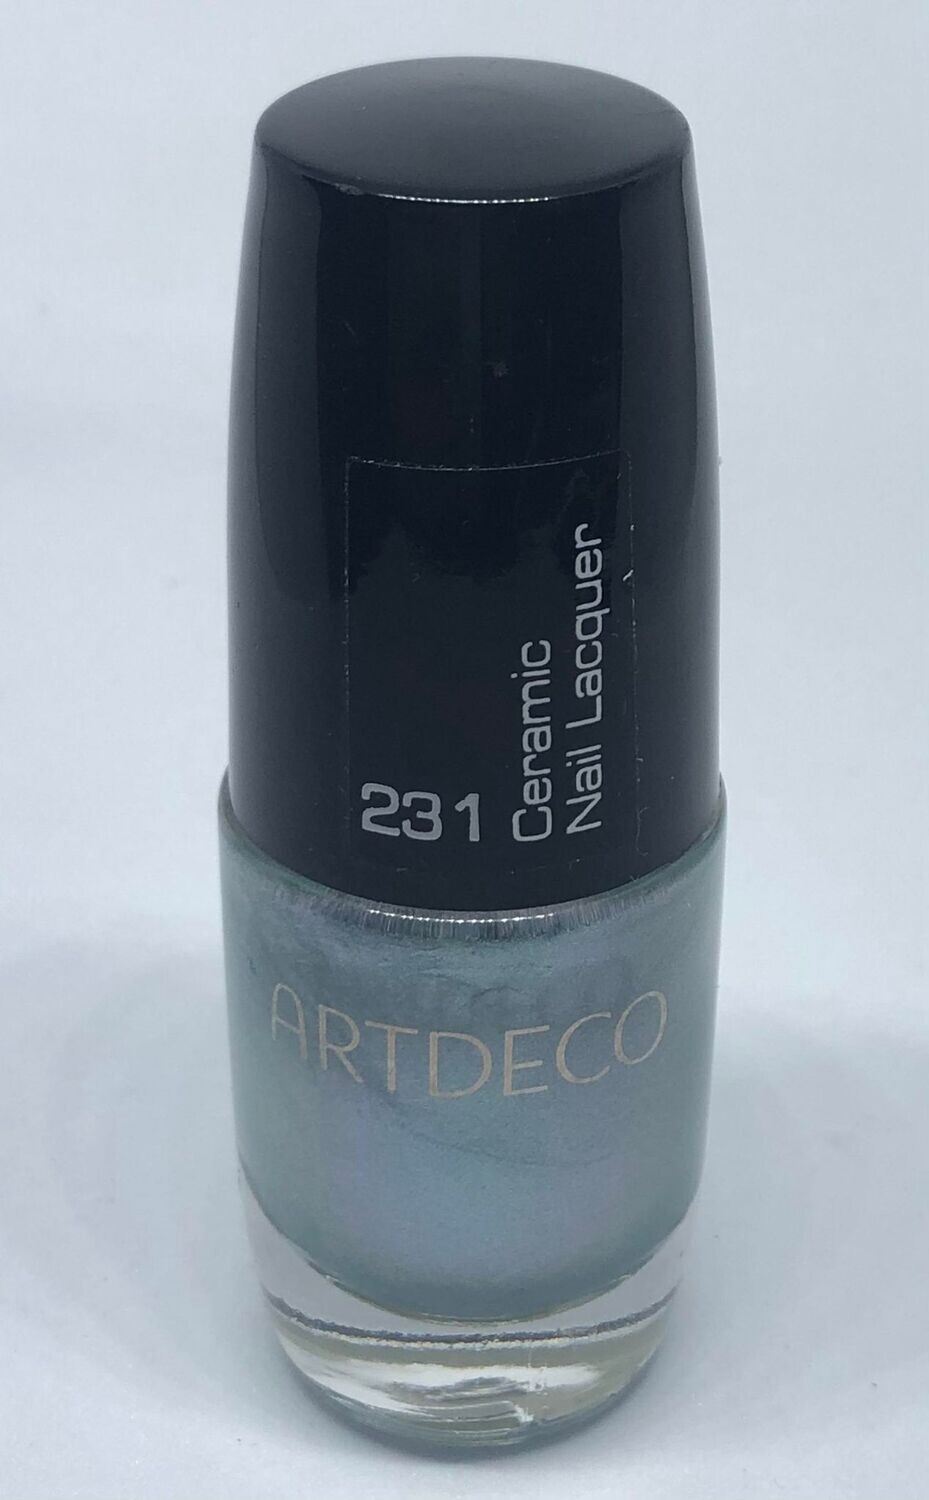 231
Ceramic
Nail Lacquer
ARTDECO